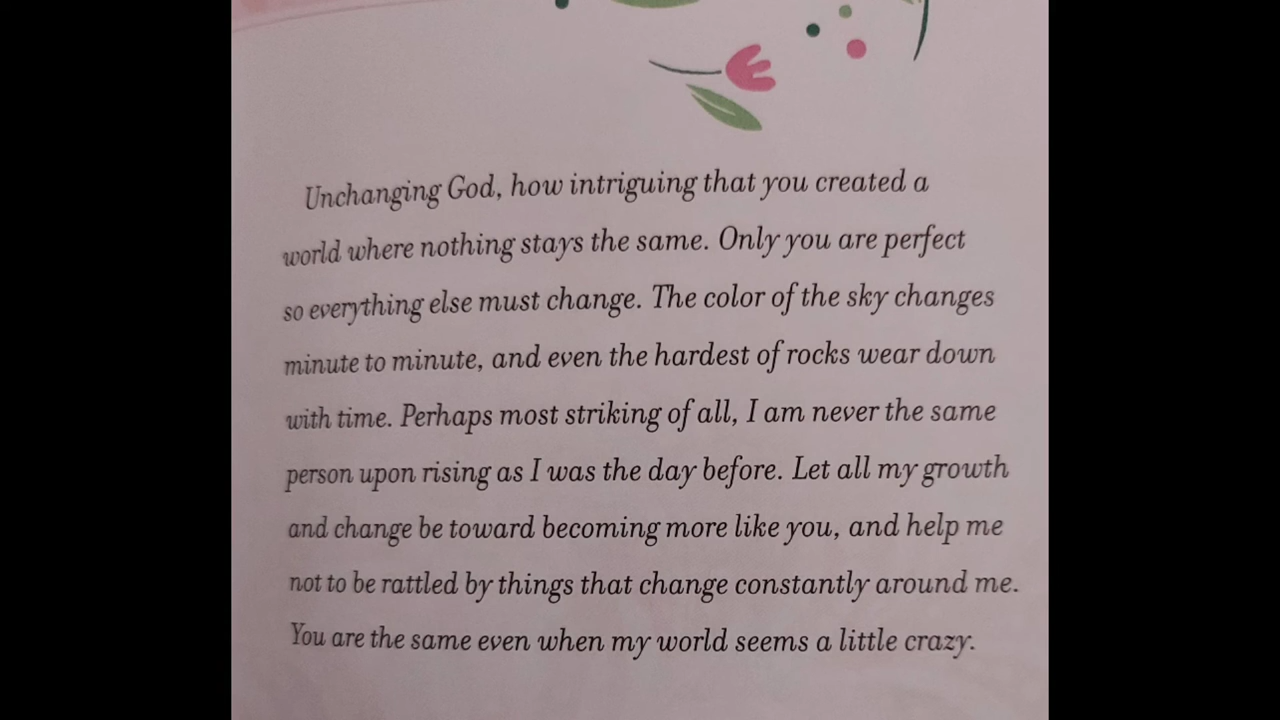 Unchanging God, how intriguing that you created a
world where nothing stays the same. Only you are perfect
so everything else must change. The color of the sky changes
minute to minute, and even the hardest of rocks wear down
with time. Perhaps most striking of all, I am never the same
person upon rising as I was the day before. Let all my growth
and change be toward becoming more like you, and help me
not to be rattled by things that change constantly around me.
You are the same even when my world seems a little crazy.